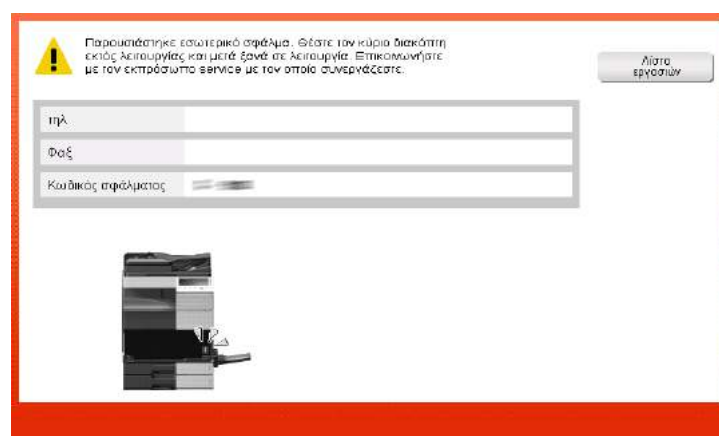 Παρουσιάστηκε εσωτερικό σφάλμα. Θέστε τον κύριο διακόπτη
εκτός λειτουργίας και μετά ξανά σε λειτουργία. Επικοινωνήστε
με τον εκπρόσωπο service με τον οποίο συνεργάζεστε.
Λίστα
εργασιών
τηλ
Φαξ
Κωδικός σφάλματος